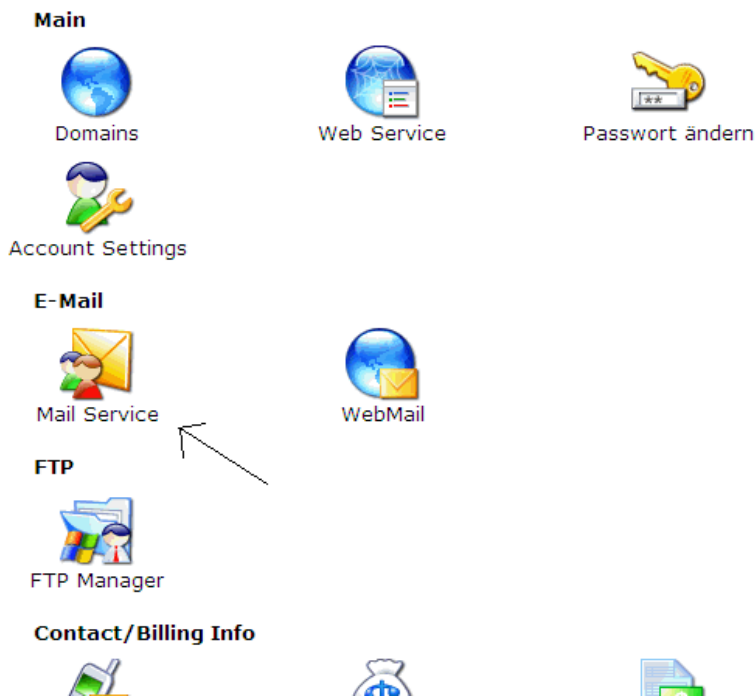 Main
Domains
Web Service
Passwort ändern
**
Account Settings
E-Mail
Mail Service
WebMail
FTP
FTP Manager
Contact/Billing Info